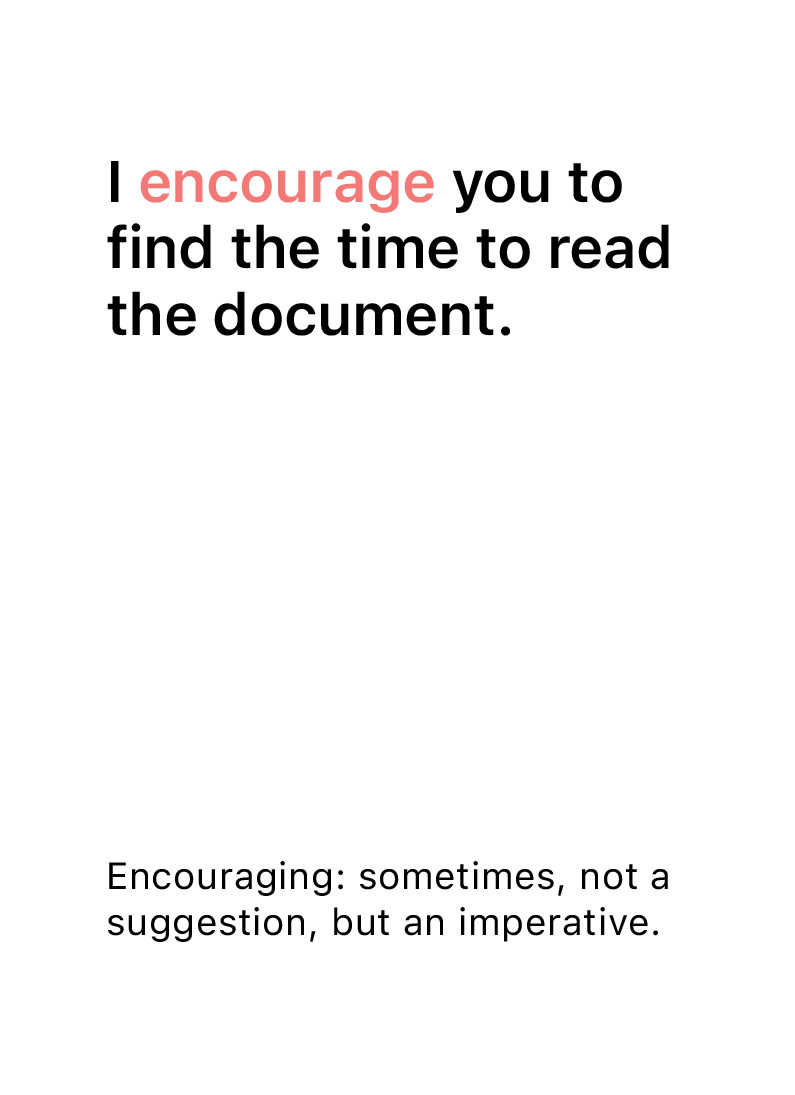 I encourage you to
find the time to read
the document.
Encouraging: sometimes, not a
suggestion, but an imperative.